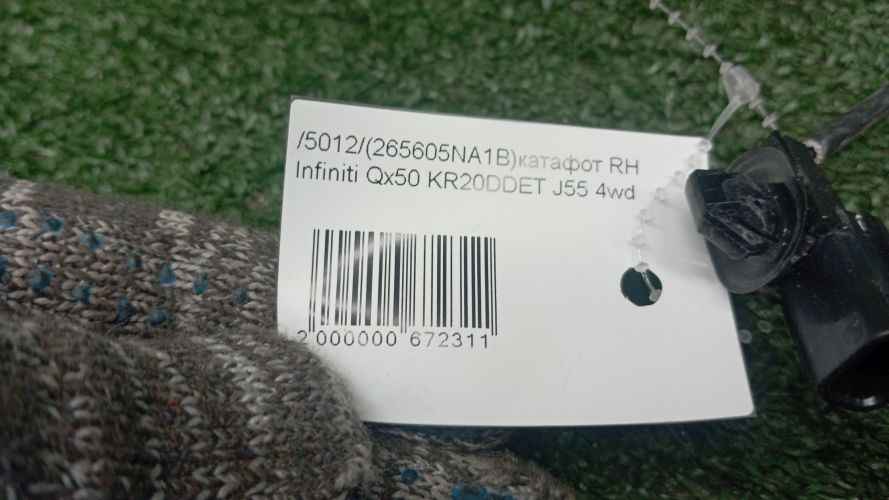 /5012/(265605NA1B)катафот RH
Infiniti Qx50 KR20DDET J55 4wd
2 000000 672311